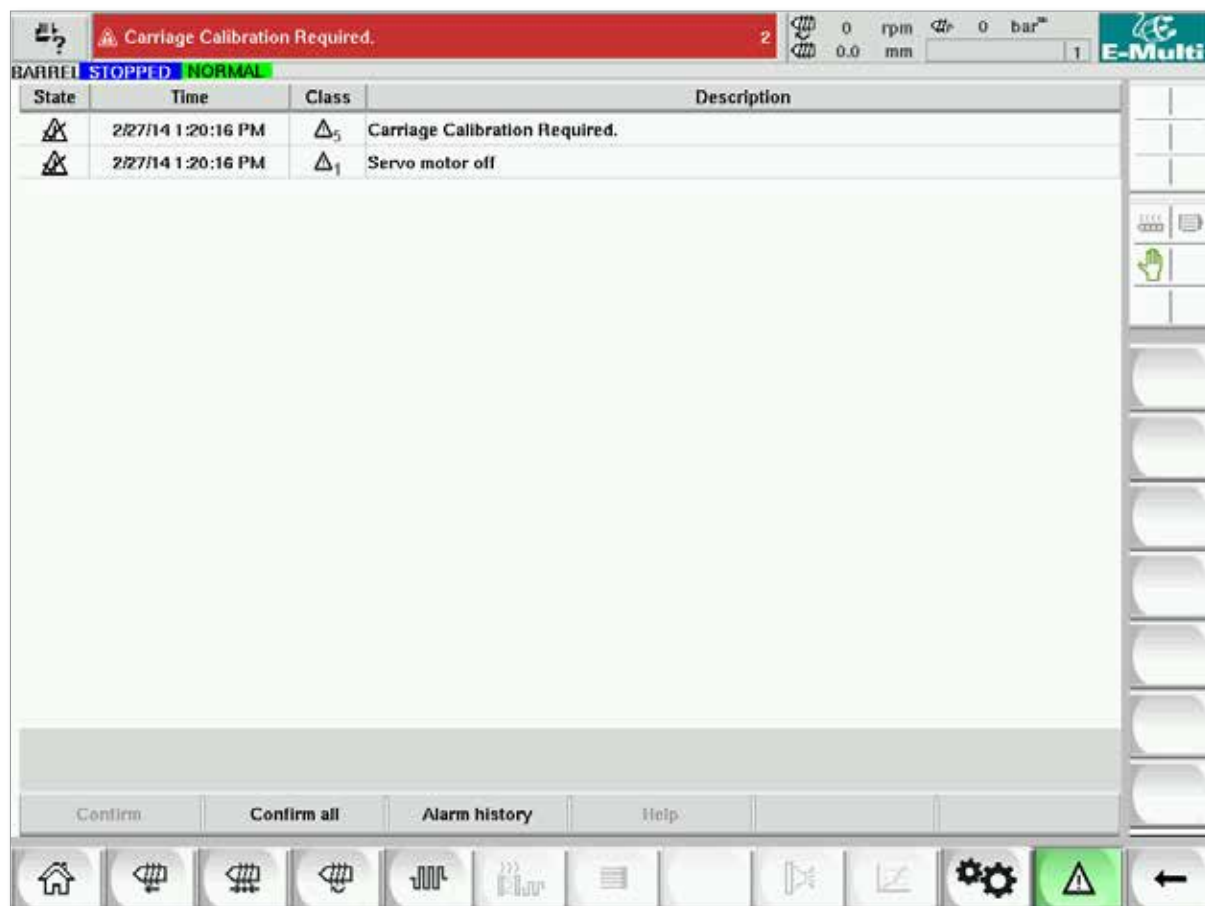 Carriage Calibration Required. 2
0 rpm 0 bar
0.0 mm 1
E-Multi
BARREL STOPPED NORMAL
State Time Class Description
2/27/14 1:20:16 PM 5 Carriage Calibration Required.
2/27/14 1:20:16 PM 1 Servo motor off
Confirm Confirm all Alarm history Help